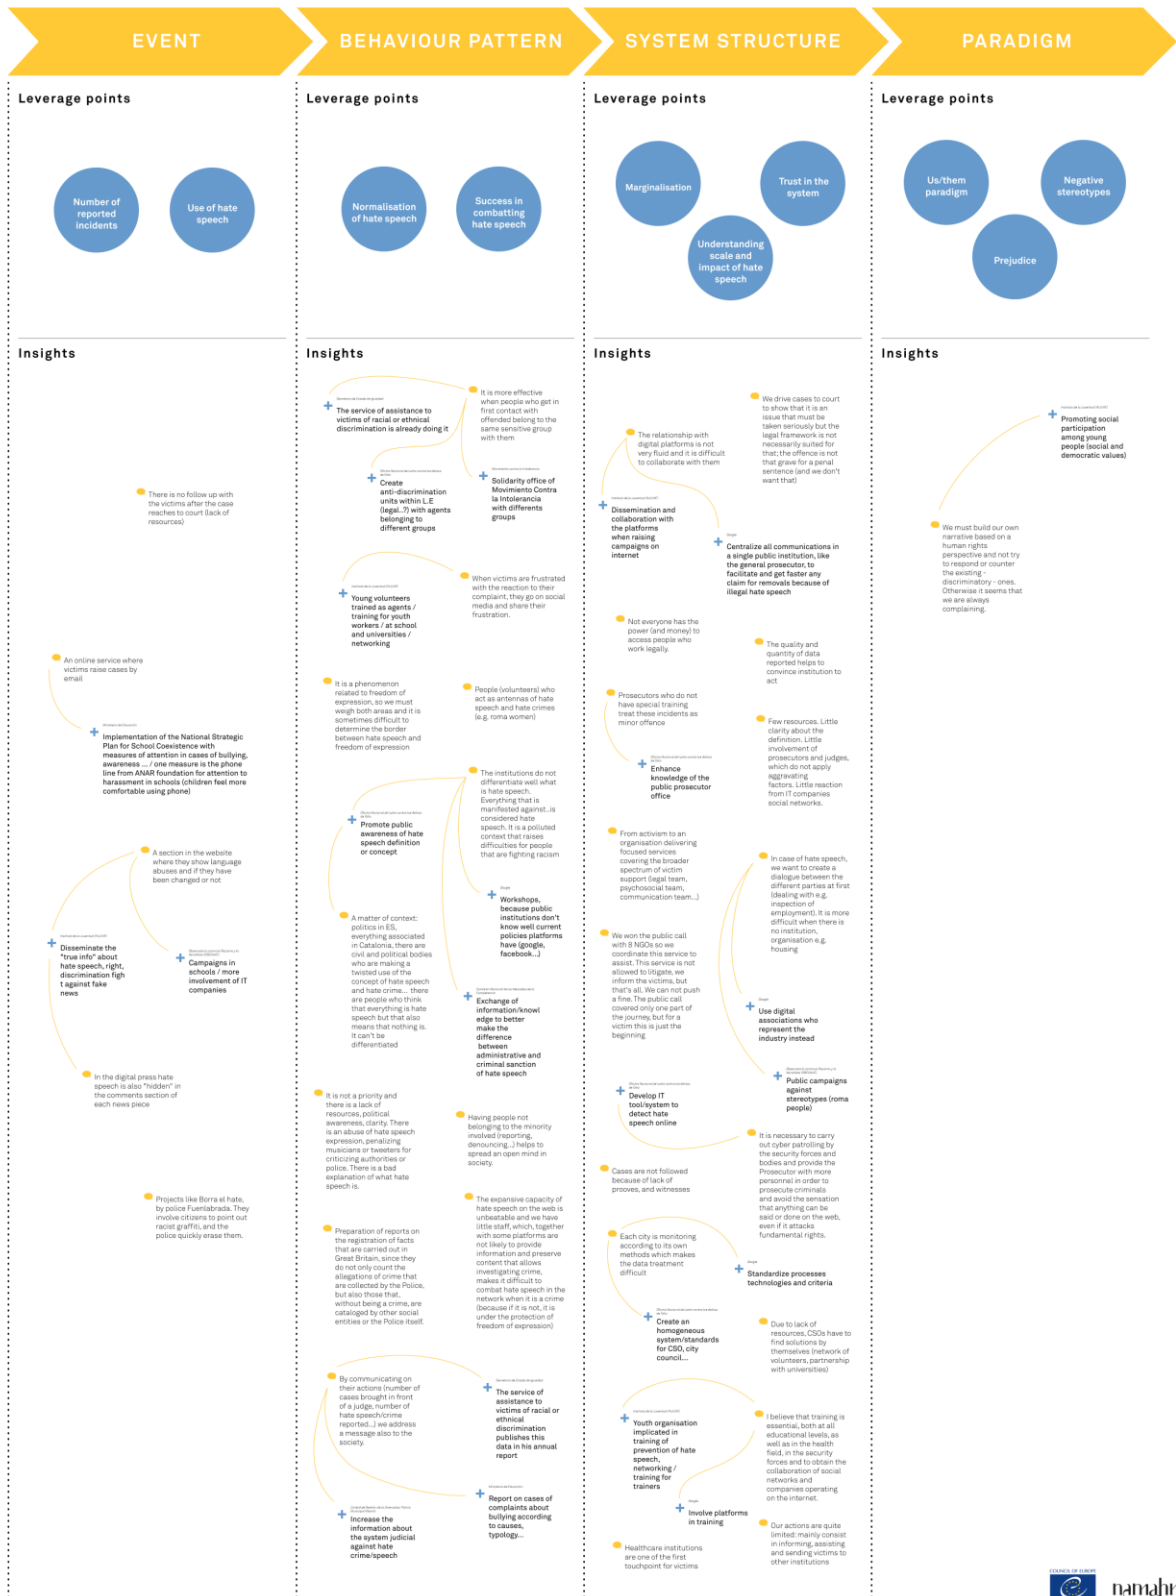 EVENT
BEHAVIOUR PATTERN
SYSTEM STRUCTURE
PARADIGM
Leverage points
Number of
reported
incidents
Use of hate
speech
Leverage points
Normalisation
of hate speech
Success in
combatting
hate speech
Leverage points
Marginalisation
Trust in the
system
Understanding
scale and
impact of hate
speech
Leverage points
Us/them
paradigm
Negative
stereotypes
Prejudice
Insights
There is no follow up with
the victims after the case
reaches to court (lack of
resources)
An online service where
victims raise cases by
email
Ministerio de Educación
Implementation of the National Strategic
Plan for School Coexistence with
measures of attention in cases of bullying,
awareness ... / one measure is the phone
line from ANAR foundation for attention to
harassment in schools (children feel more
comfortable using phone)
A section in the website
where they show language
abuses and if they have
been changed or not
Disseminate the
"true info" about
hate speech, right,
discrimination figh
t against fake
news
Campaigns in
schools / more
involvement of IT
companies
In the digital press hate
speech is also "hidden" in
the comments section of
each news piece
Projects like Borra el hate,
by police Fuenlabrada. They
involve citizens to point out
racist graffiti, and the
police quickly erase them.
Insights
The service of assistance to
victims of racial or ethnical
discrimination is already doing it
It is more effective
when people who get in
first contact with
offended belong to the
same sensitive group
with them
Create
anti-discrimination
units within L.E
(legal..?) with agents
belonging to
different groups
Solidarity office of
Movimiento Contra
la Intolerancia
with differents
groups
Young volunteers
trained as agents /
training for youth
workers / at school
and universities /
networking
When victims are frustrated
with the reaction to their
complaint, they go on social
media and share their
frustration.
It is a phenomenon
related to freedom of
expression, so we must
weigh both areas and it is
sometimes difficult to
determine the border
between hate speech and
freedom of expression
People (volunteers) who
act as antennas of hate
speech and hate crimes
(e.g. roma women)
Promote public
awareness of hate
speech definition
or concept
The institutions do not
differentiate well what
is hate speech.
Everything that is
manifested against..is
considered hate
speech. It is a polluted
context that raises
difficulties for people
that are fighting racism
Google
Workshops,
because public
institutions don't
know well current
policies platforms
have (google,
facebook...)
A matter of context:
politics in ES,
everything associated
in Catalonia, there are
civil and political bodies
who are making a
twisted use of the
concept of hate speech
and hate crime... there
are people who think
that everything is hate
speech but that also
means that nothing is.
It can't be
differentiated
Exchange of
information/knowl
edge to better
make the
difference
between
administrative and
criminal sanction
of hate speech
It is not a priority and
there is a lack of
resources, political
awareness, clarity. There
is an abuse of hate speech
expression, penalizing
musicians or tweeters for
criticizing authorities or
police. There is a bad
explanation of what hate
speech is.
Having people not
belonging to the minority
involved (reporting,
denouncing...) helps to
spread an open mind in
society.
Preparation of reports on
the registration of facts
that are carried out in
Great Britain, since they
do not only count the
allegations of crime that
are collected by the Police,
but also those that,
without being a crime, are
cataloged by other social
entities or the Police itself.
The expansive capacity of
hate speech on the web is
unbeatable and we have
little staff, which, together
with some platforms are
not likely to provide
information and preserve
content that allows
investigating crime,
makes it difficult to
combat hate speech in the
network when it is a crime
(because if it is not, it is
under the protection of
freedom of expression)
By communicating on
their actions (number of
cases brought in front
of a judge, number of
hate speech/crime
reported...) we address
a message also to the
society.
The service of
assistance to
victims of racial or
ethnical
discrimination
publishes this
data in his annual
report
Ministerio de Educación
Report on cases of
complaints about
bullying according
to causes,
typology...
Increase the
information about
the system judicial
against hate
crime/speech
Insights
We drive cases to court
to show that it is an
issue that must be
taken seriously but the
legal framework is not
necessarily suited for
that; the offence is not
that grave for a penal
sentence (and we don't
want that)
The relationship with
digital platforms is not
very fluid and it is difficult
to collaborate with them
Dissemination and
collaboration with
the platforms
when raising
campaigns on
internet
Google
Centralize all communications in
a single public institution, like
the general prosecutor, to
facilitate and get faster any
claim for removals because of
illegal hate speech
Not everyone has the
power (and money) to
access people who
work legally.
The quality and
quantity of data
reported helps to
convince institution to
act
Prosecutors who do not
have special training
treat these incidents as
minor offence
Enhance
knowledge of the
public prosecutor
office
Few resources. Little
clarity about the
definition. Little
involvement of
prosecutors and judges,
which do not apply
aggravating
factors. Little reaction
from IT companies
social networks.
From activism to an
organisation delivering
focused services
covering the broader
spectrum of victim
support (legal team,
psychosocial team,
communication team...)
In case of hate speech,
we want to create a
dialogue between the
different parties at first
(dealing with e.g,
inspection of
employment). It is more
difficult when there is
no institution,
organisation e.g.
housing
We won the public call
with 8 NGOs so we
coordinate this service to
assist. This service is not
allowed to litigate, we
inform the victims, but
that's all. We can not push
a fine. The public call
covered only one part of
the journey, but for a
victim this is just the
beginning
Google
Use digital
associations who
represent the
industry instead
Public campaigns
against
stereotypes (roma
people)
Develop IT
tool/system to
detect hate
speech online
It is necessary to carry
out cyber patrolling by
the security forces and
bodies and provide the
Prosecutor with more
personnel in order to
prosecute criminals
and avoid the sensation
that anything can be
said or done on the web,
even if it attacks
fundamental rights.
Cases are not followed
because of lack of
proves, and witnesses
Each city is monitoring
according to its own
methods which makes
the data treatment
difficult
Google
Standardize processes
technologies and criteria
Create an
homogeneous
system/standards
for CSO, city
council...
Due to lack of
resources, CSOs have to
find solutions by
themselves (network of
volunteers, partnership
with universities)
Youth organisation
implicated in
training of
prevention of hate
speech,
networking /
training for
trainers
I believe that training is
essential, both at all
educational levels, as
well as in the health
field, in the security
forces and to obtain the
collaboration of social
networks and
companies operating
on the internet.
Google
Involve platforms
in training
Our actions are quite
limited: mainly consist
in informing, assisting
and sending victims to
other institutions
Healthcare institutions
are one of the first
touchpoint for victims
Insights
Promoting social
participation
among young
people (social and
democratic values)
We must build our own
narrative based on a
human rights
perspective and not try
to respond or counter
the existing -
discriminatory - ones.
Otherwise it seems that
we are always
complaining.
COUNCIL OF EUROPE
namahn